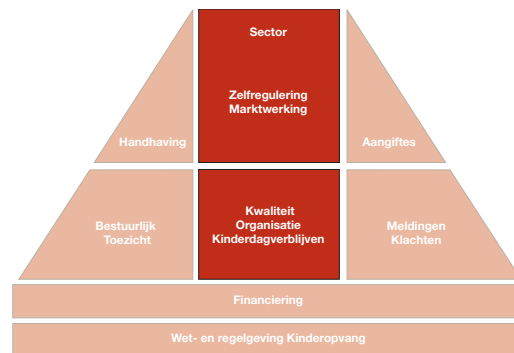 Sector
Zelfregulering
Marktwerking
Handhaving
Aangiftes
Bestuurlijk
Toezicht
Kwaliteit
Organisatie
Kinderdagverblijven
Meldingen
Klachten
Financiering
Wet- en regelgeving Kinderopvang